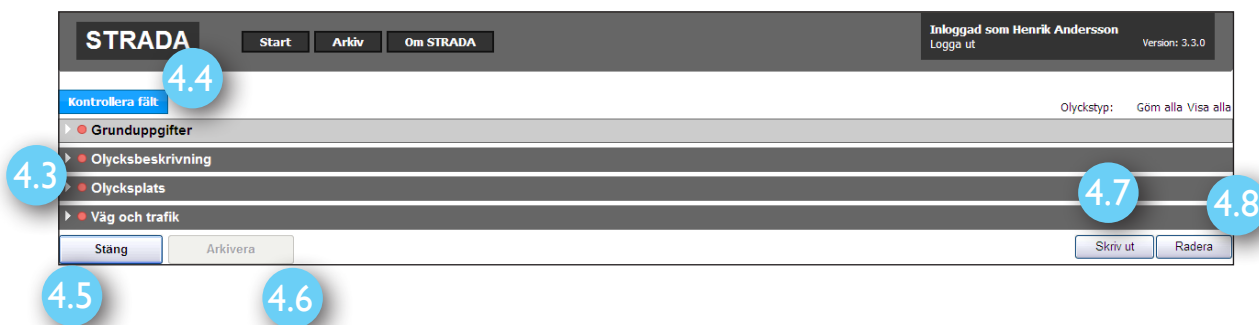 STRADA
Start Arkiv Om STRADA
Inloggad som Henrik Andersson
Logga ut Version: 3.3.0
4.4
Kontrollera fält
Olyckstyp: Göm alla Visa alla
Grunduppgifter
Olycksbeskrivning
4.3
Olycksplats
4.7
4.8
Väg och trafik
Stäng Arkivera Skriv ut Radera
4.5 4.6